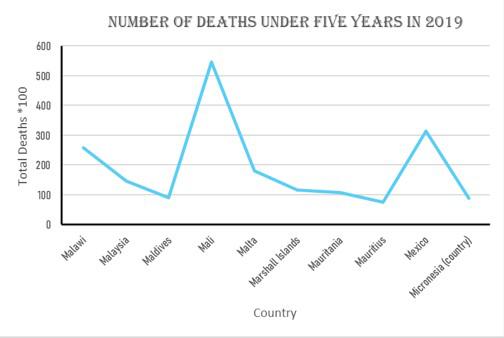 NUMBER OF DEATHS UNDER FIVE YEARS IN 2019
600
500
400
300
200
100
0
Total Deaths *100
Malawi
Malaysia
Maldives
Mali
Malta
Marshall Islands
Mauritania
Mauritius
Mexico
Micronesia (country)
Country